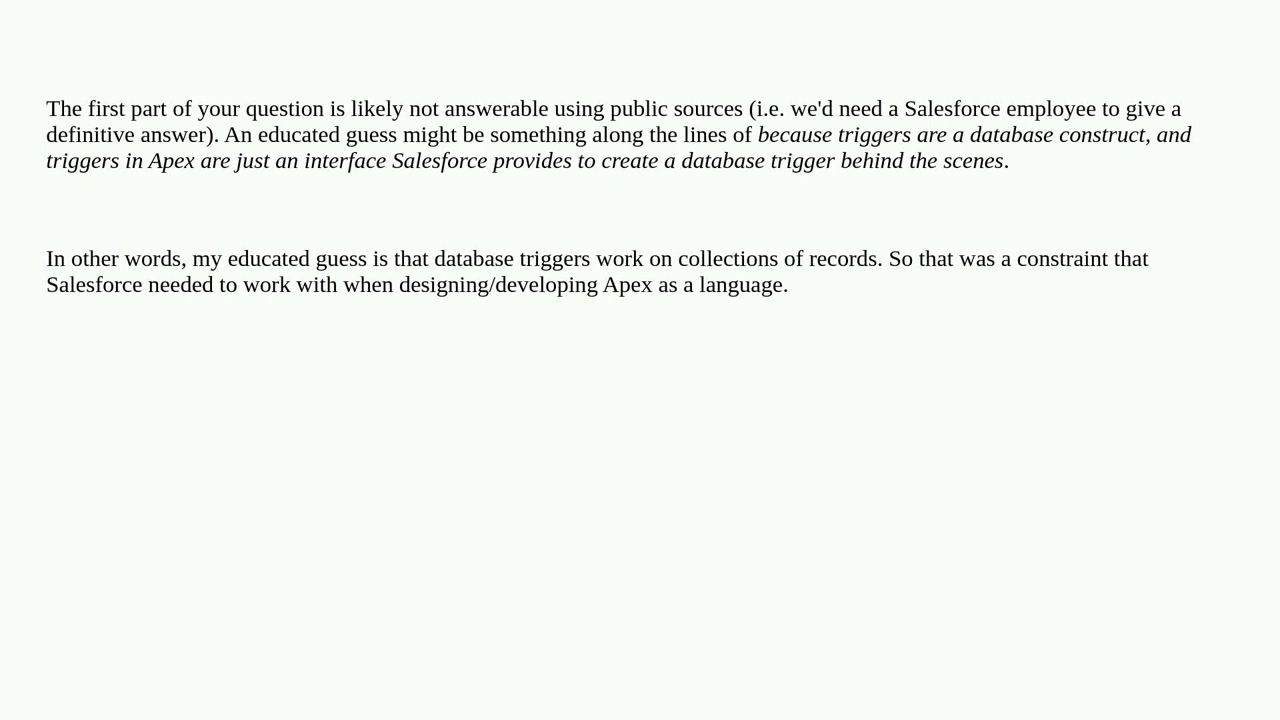 The first part of your question is likely not answerable using public sources (i.e. we'd need a Salesforce employee to give a
definitive answer). An educated guess might be something along the lines of because triggers are a database construct, and
triggers in Apex are just an interface Salesforce provides to create a database trigger behind the scenes.
In other words, my educated guess is that database triggers work on collections of records. So that was a constraint that
Salesforce needed to work with when designing/developing Apex as a language.